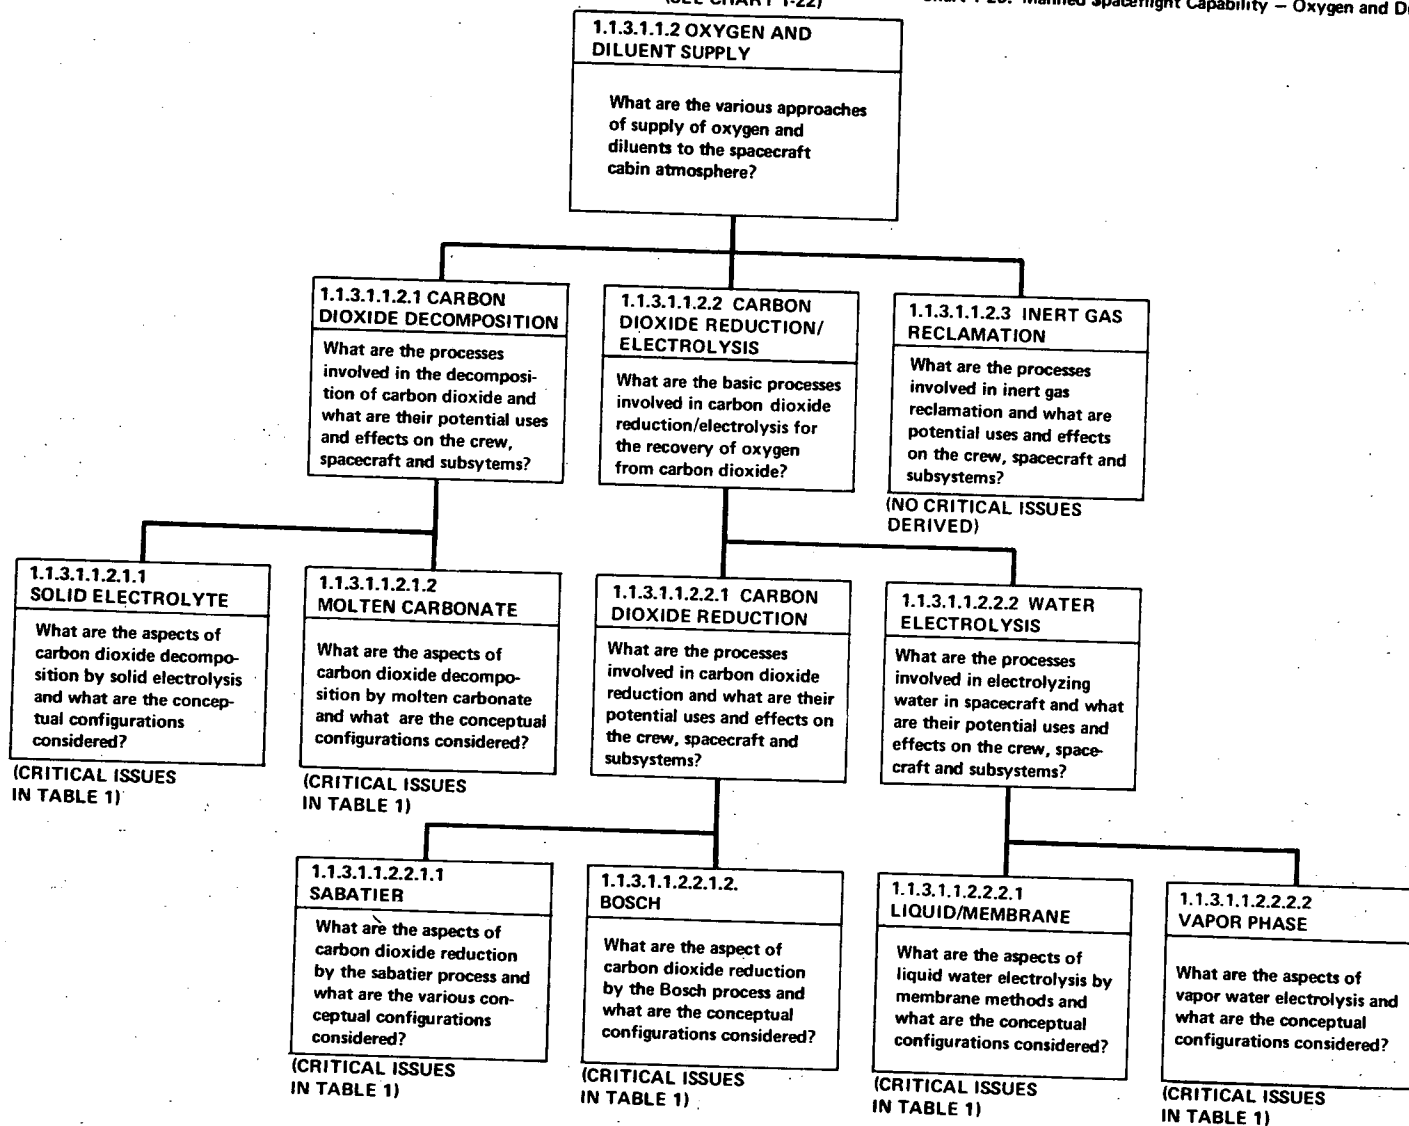 (SEE CHART 1-22)
Manned Spaceflight Capability — Oxygen and
1.1.3.1.1.2 OXYGEN AND
DILUENT SUPPLY
What are the various approaches
of supply of oxygen and
diluents to the spacecraft
cabin atmosphere?
1.1.3.1.1.2.1 CARBON
DIOXIDE DECOMPOSITION
What are the processes
involved in the decomposi-
tion of carbon dioxide and
what are their potential uses
and effects on the crew,
spacecraft and subsytems?
1.1.3.1.1.2.2 CARBON
DIOXIDE REDUCTION/
ELECTROLYSIS
What are the basic processes
involved in carbon dioxide
reduction/electrolysis for
the recovery of oxygen
from carbon dioxide?
1.1.3.1.1.2.3 INERT GAS
RECLAMATION
What are the processes
involved in inert gas
reclamation and what are
potential uses and effects
on the crew, spacecraft and
subsystems?
(NO CRITICAL ISSUES
DERIVED)
1.1.3.1.1.2.1.1
SOLID ELECTROLYTE
What are the aspects of
carbon dioxide decompo-
sition by solid electrolysis
and what are the concep-
tual configurations
considered?
(CRITICAL ISSUES
IN TABLE 1)
1.1.3.1.1.2.1.2
MOLTEN CARBONATE
What are the aspects of
carbon dioxide decompo-
sition by molten carbonate
and what are the conceptual
configurations considered?
(CRITICAL ISSUES
IN TABLE 1)
1.1.3.1.1.2.2.1 CARBON
DIOXIDE REDUCTION
What are the processes
involved in carbon dioxide
reduction and what are their
potential uses and effects on
the crew, spacecraft and
subsystems?
1.1.3.1.1.2.2.2 WATER
ELECTROLYSIS
What are the processes
involved in electrolyzing
water in spacecraft and what
are their potential uses and
effects on the crew, space-
craft and subsystems?
1.1.3.1.1.2.2.1.1
SABATIER
What are the aspects of
carbon dioxide reduction
by the sabatier process and
what are the various con-
ceptual configurations
considered?
(CRITICAL ISSUES
IN TABLE 1)
1.1.3.1.1.2.2.1.2.
BOSCH
What are the aspect of
carbon dioxide reduction
by the Bosch process and
what are the conceptual
configurations considered?
(CRITICAL ISSUES
IN TABLE 1)
1.1.3.1.1.2.2.2.1
LIQUID/MEMBRANE
What are the aspects of
liquid water electrolysis by
membrane methods and
what are the conceptual
configurations considered?
(CRITICAL ISSUES
IN TABLE 1)
1.1.3.1.1.2.2.2.2
VAPOR PHASE
What are the aspects of
vapor water electrolysis and
what are the conceptual
configurations considered?
(CRITICAL ISSUES
IN TABLE 1)